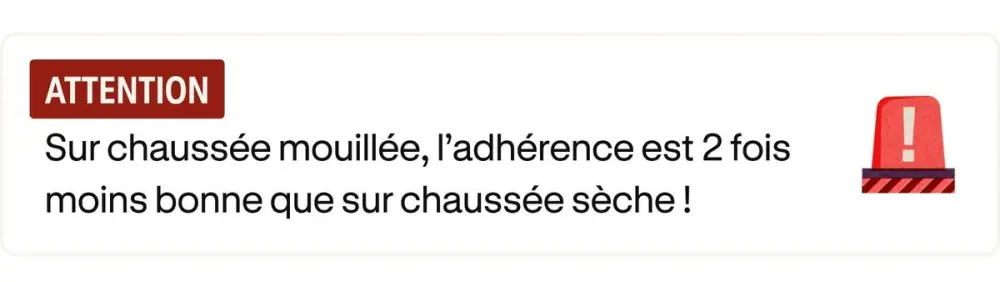 ATTENTION
Sur chaussée mouillée, l’adhérence est 2 fois
moins bonne que sur chaussée sèche !
!